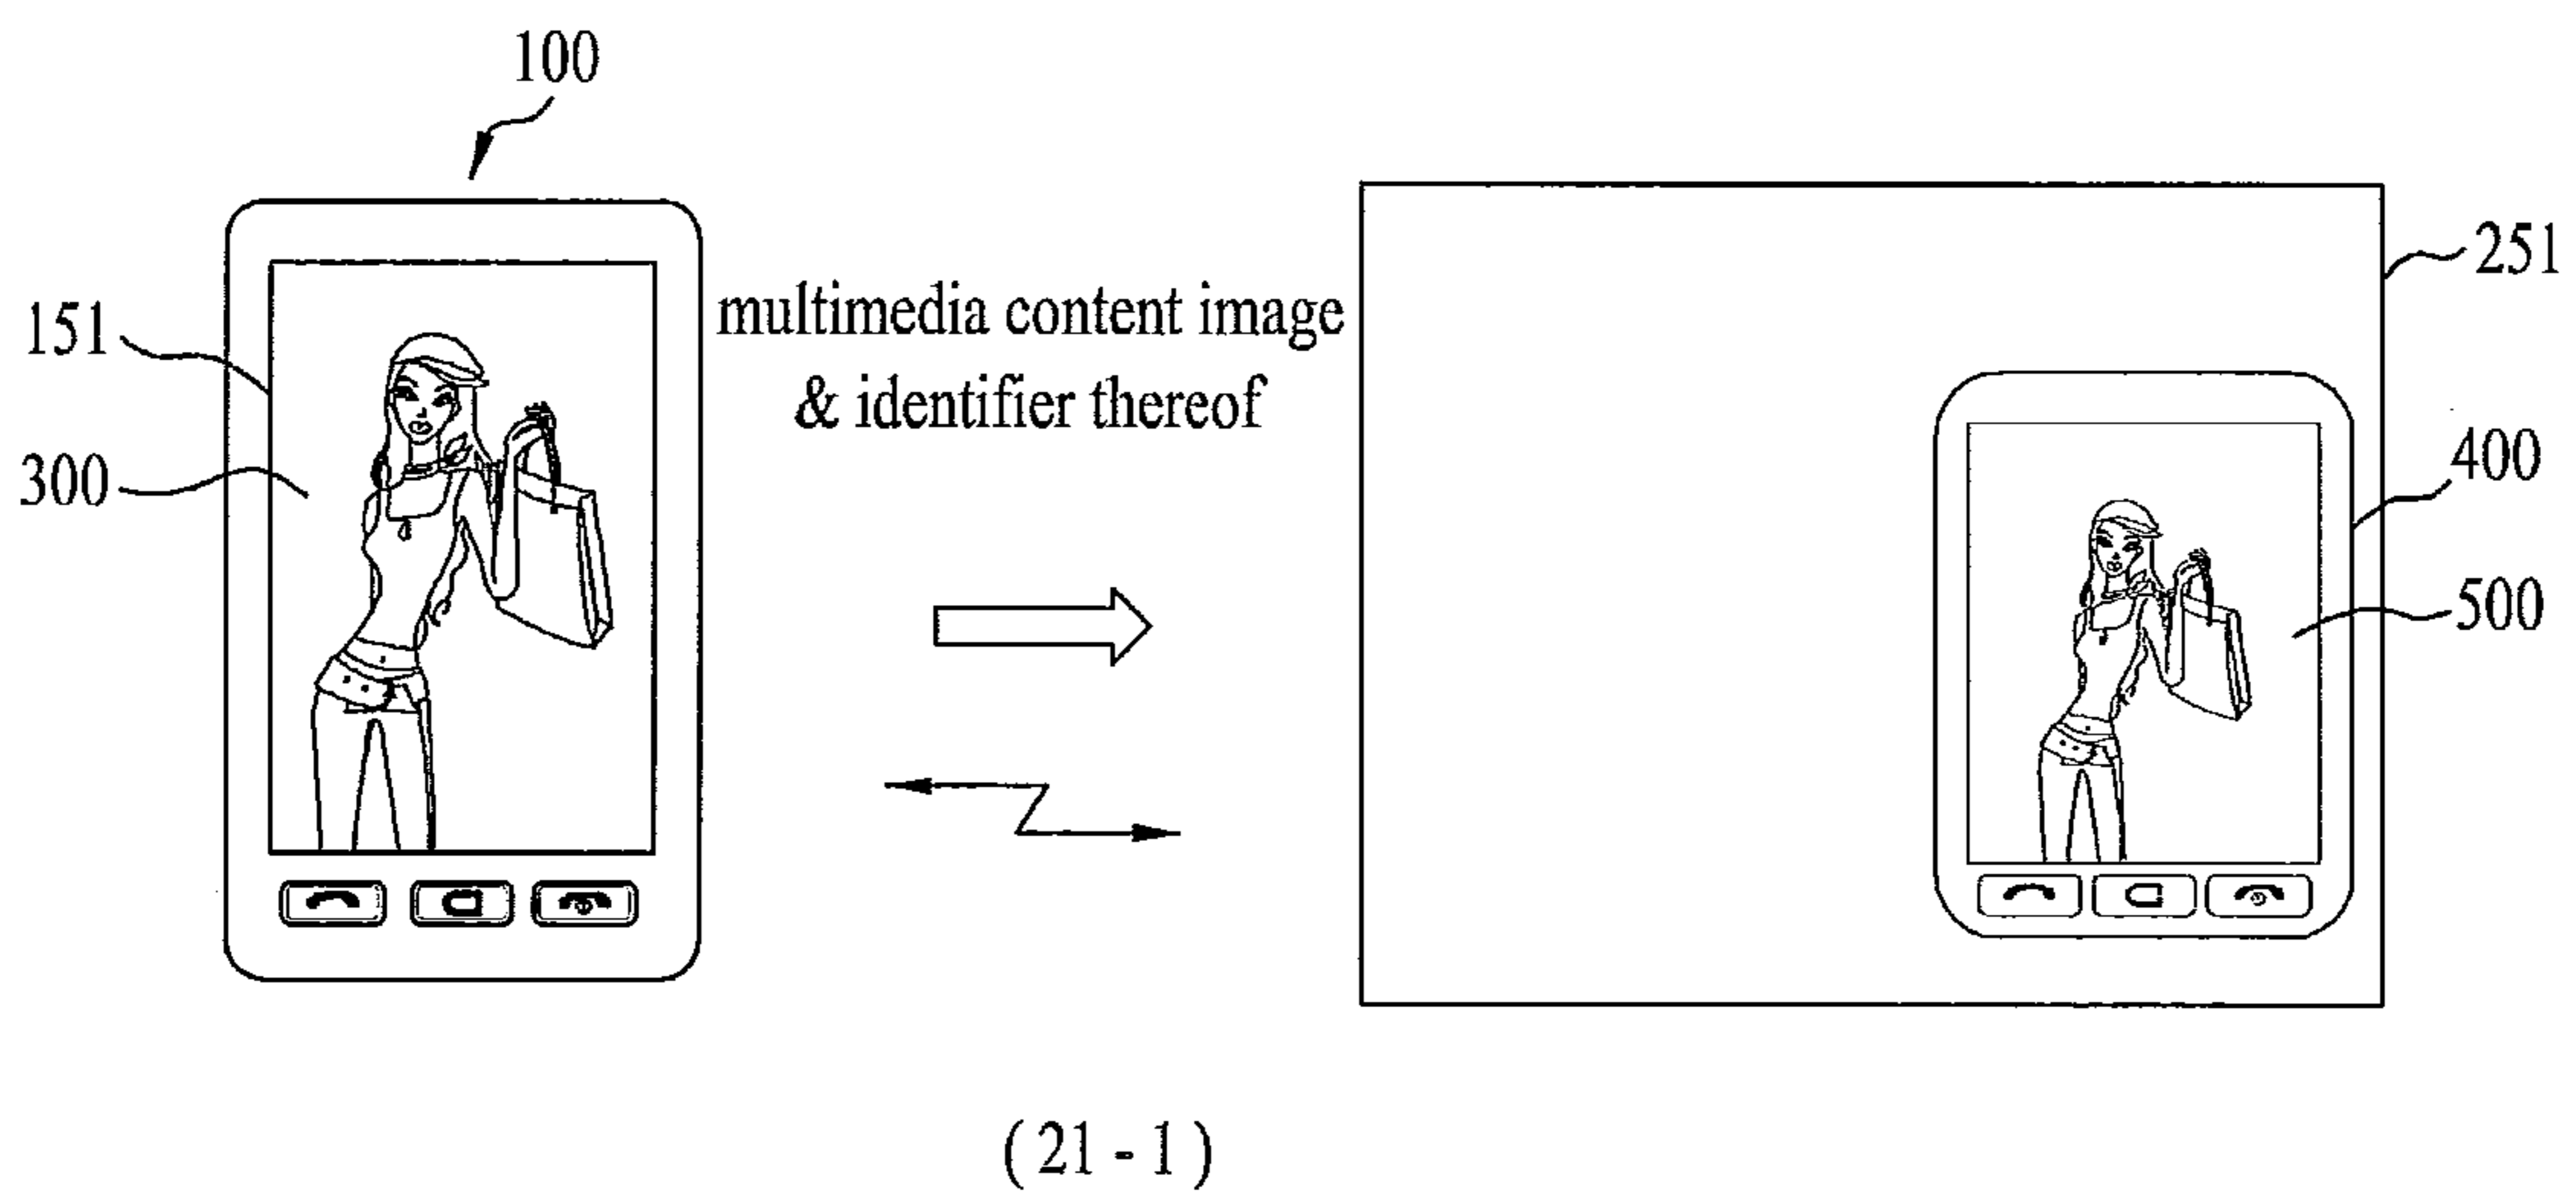 100
251
151
multimedia content image
& identifier thereof
400
300
500
( 21 - 1 )